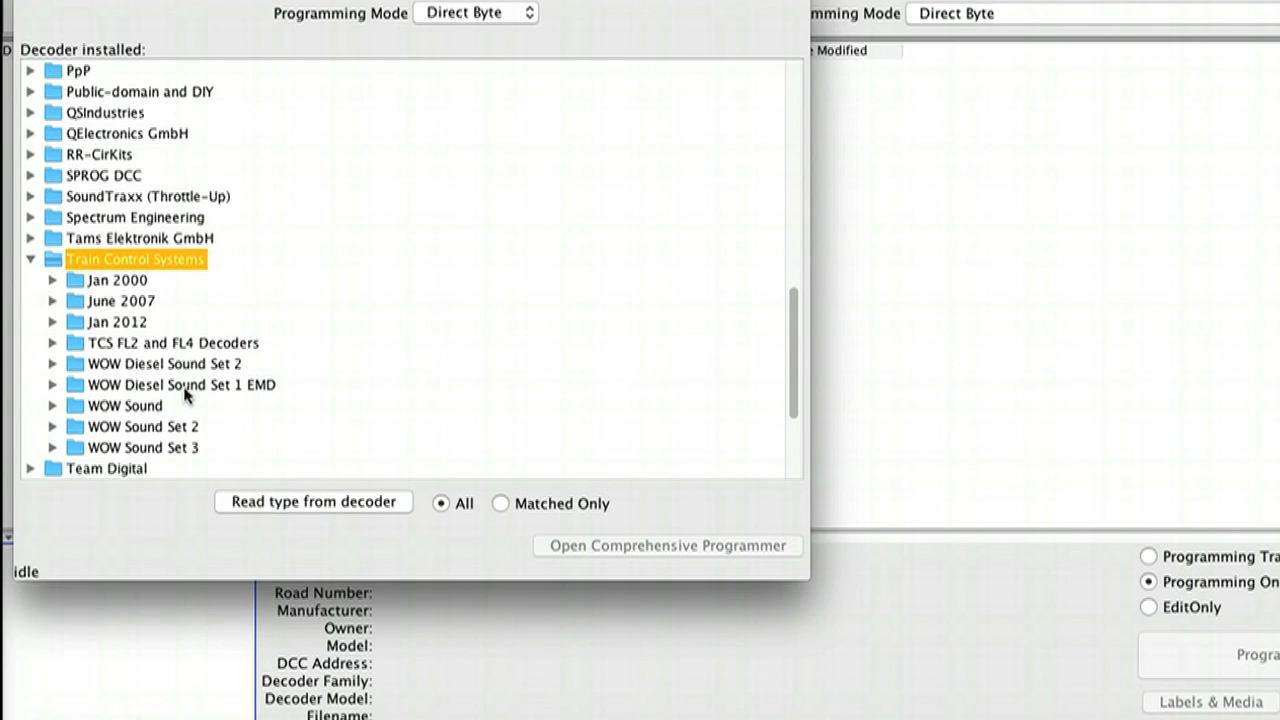 Programming Mode Direct Byte
mming Mode Direct Byte
D
Decoder installed:
Modified
PpP
Public-domain and DIY
QSIndustries
QElectronics GmbH
RR-CirKits
SPROG DCC
SoundTraxx (Throttle-Up)
Spectrum Engineering
Tams Elektronik GmbH
Train Control Systems
Jan 2000
June 2007
Jan 2012
TCS FL2 and FL4 Decoders
WOW Diesel Sound Set 2
WOW Diesel Sound Set 1 EMD
WOW Sound
WOW Sound Set 2
WOW Sound Set 3
Team Digital
Read type from decoder All Matched Only
Open Comprehensive Programmer
idle
Road Number:
Manufacturer:
Owner:
Model:
DCC Address:
Decoder Family:
Decoder Model:
Filename:
Programming Tra
Programming On
EditOnly
Progra
Labels & Media